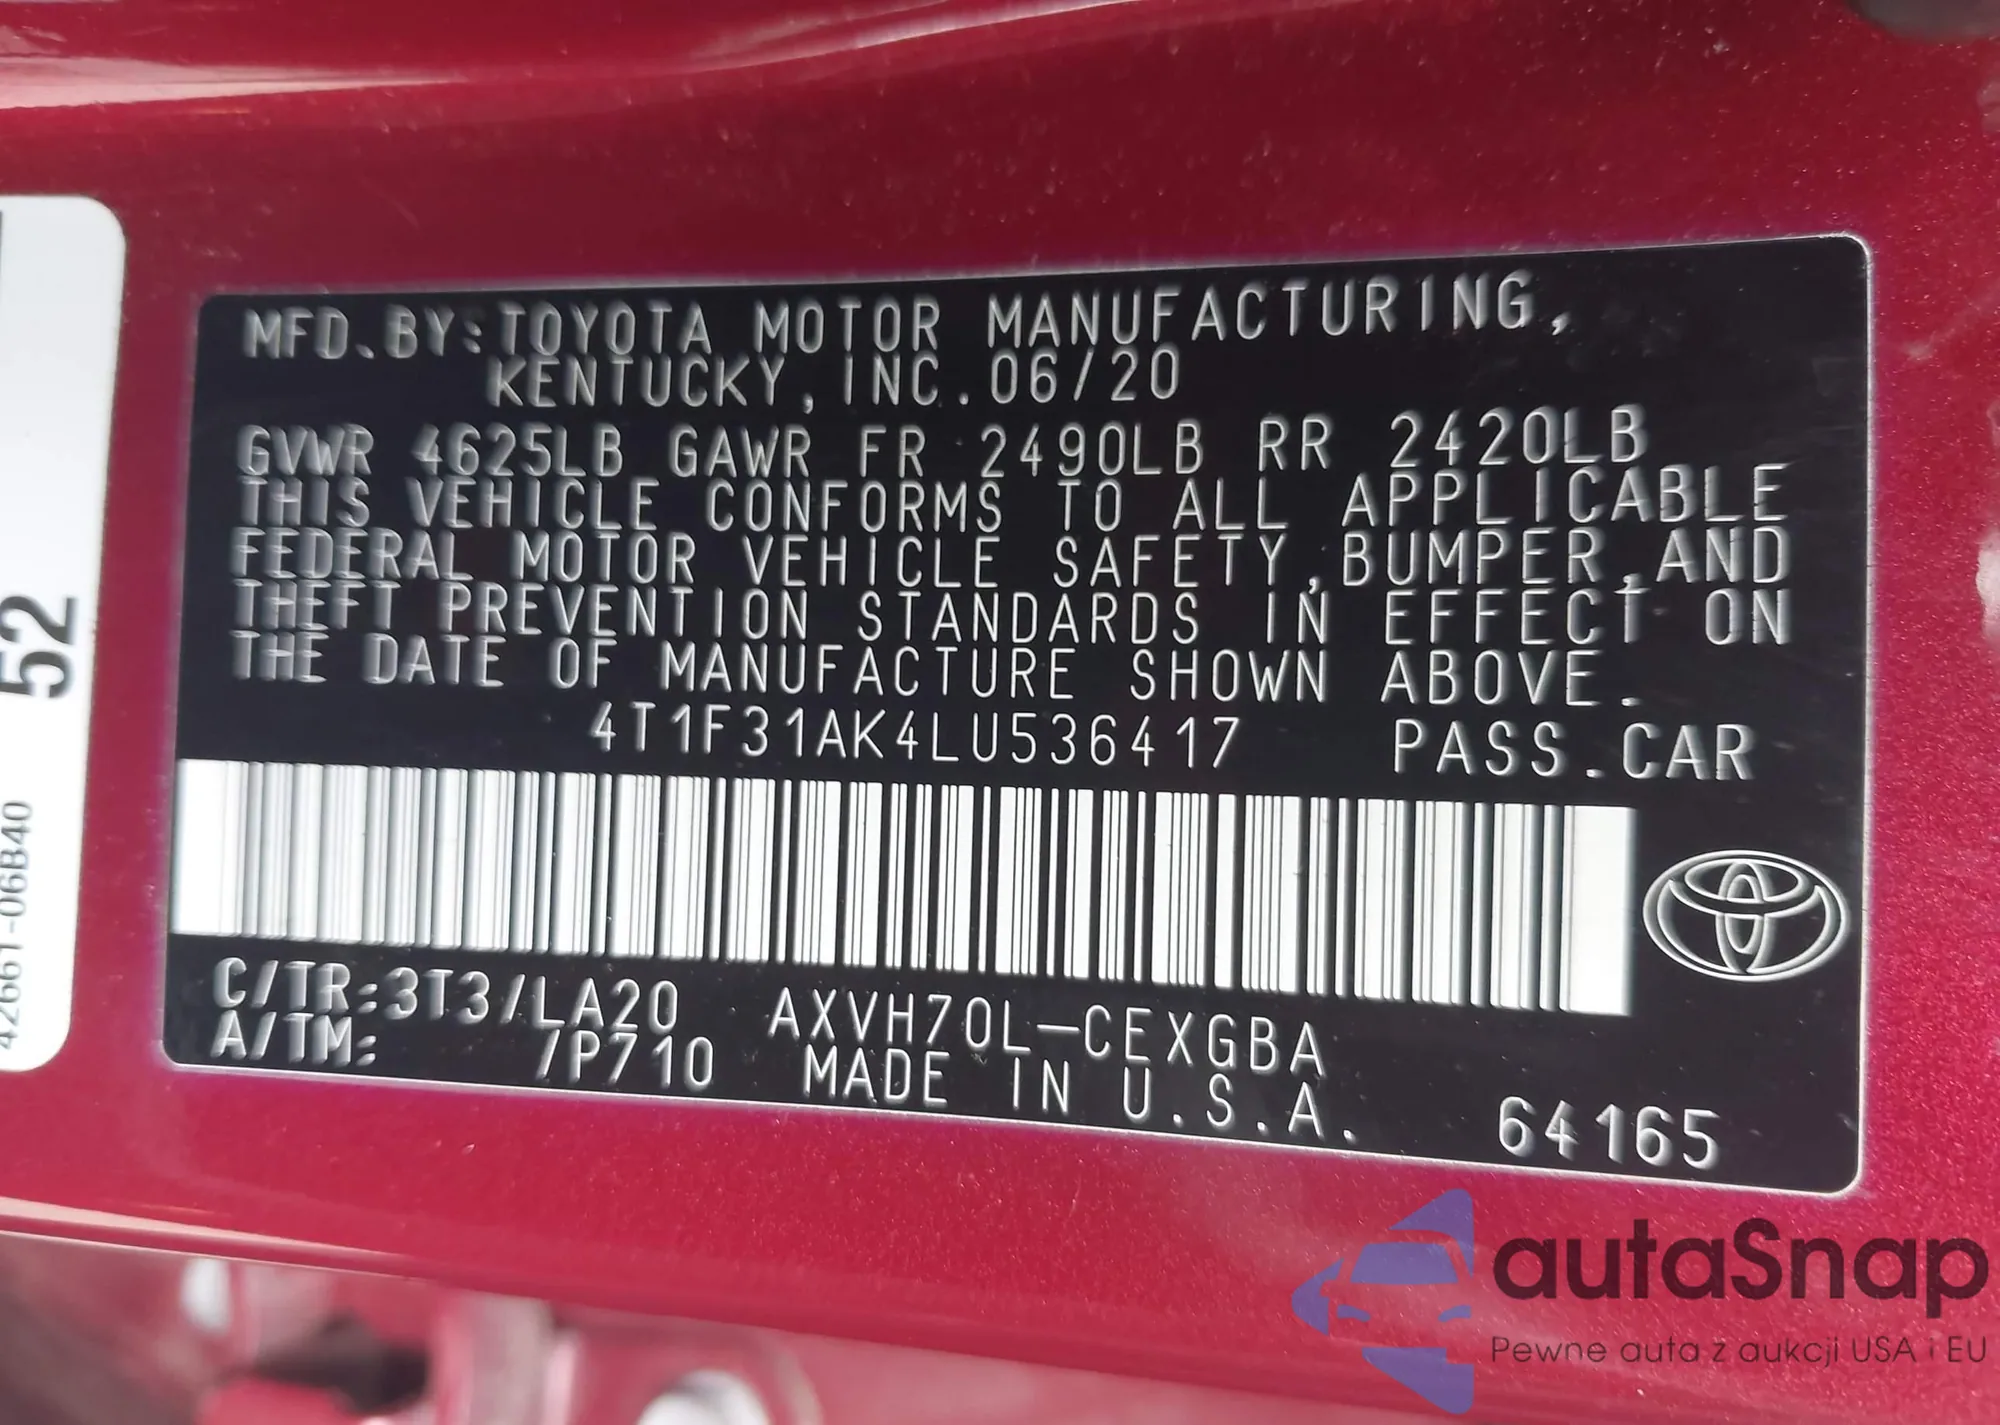 MFD.BY:TOYOTA MOTOR MANUFACTURING,
KENTUCKY,INC.06/20
GVWR 4625LB GAWR FR 2490LB RR 2420LB
THIS VEHICLE CONFORMS TO ALL APPLICABLE
FEDERAL MOTOR VEHICLE SAFETY,BUMPER,AND
THEFT PREVENTION STANDARDS IN EFFECT ON
THE DATE OF MANUFACTURE SHOWN ABOVE.
4T1F31AK4LU536417 PASS.CAR
C/TR:3T3/LA20 AXVH70L-CEXGBA
A/TM: /P710 MADE IN U.S.A.
64165
52
42661-06B40
autaSnap
Pewne auta z aukcji USA i EU